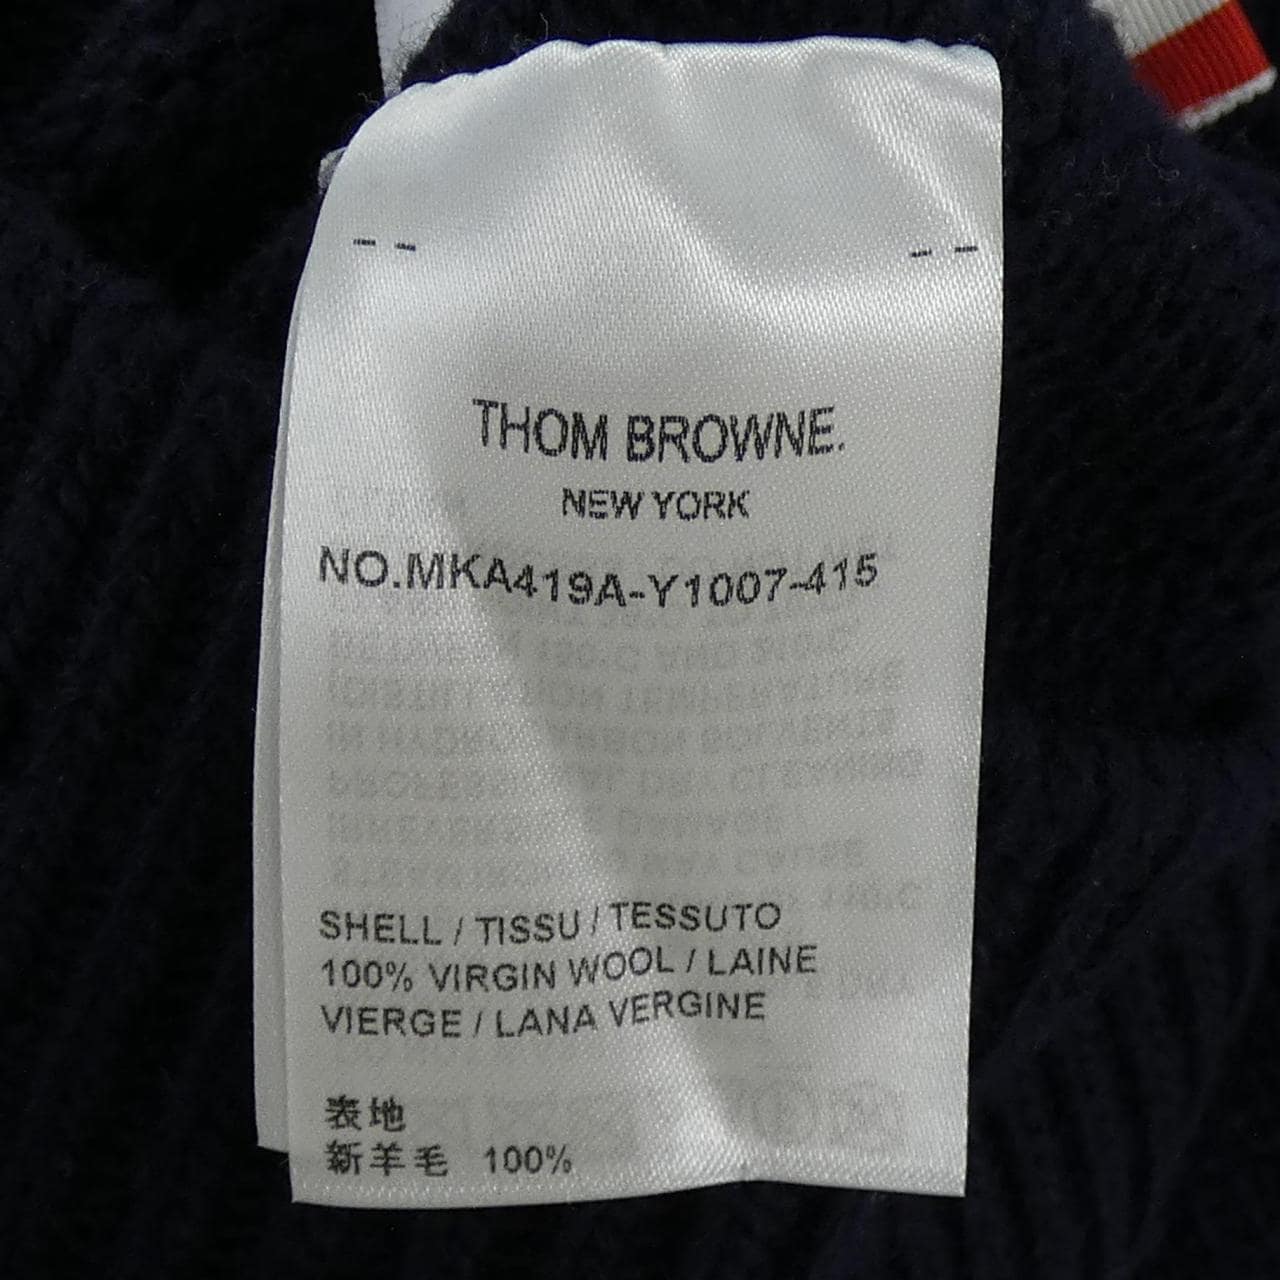 THOM BROWNE.
NEW YORK
NO.MKA419A-Y1007-415
SHELL / TISSU / TESSUTO
100% VIRGIN WOOL / LAINE
VIERGE / LANA VERGINE
表地
新羊毛 100%